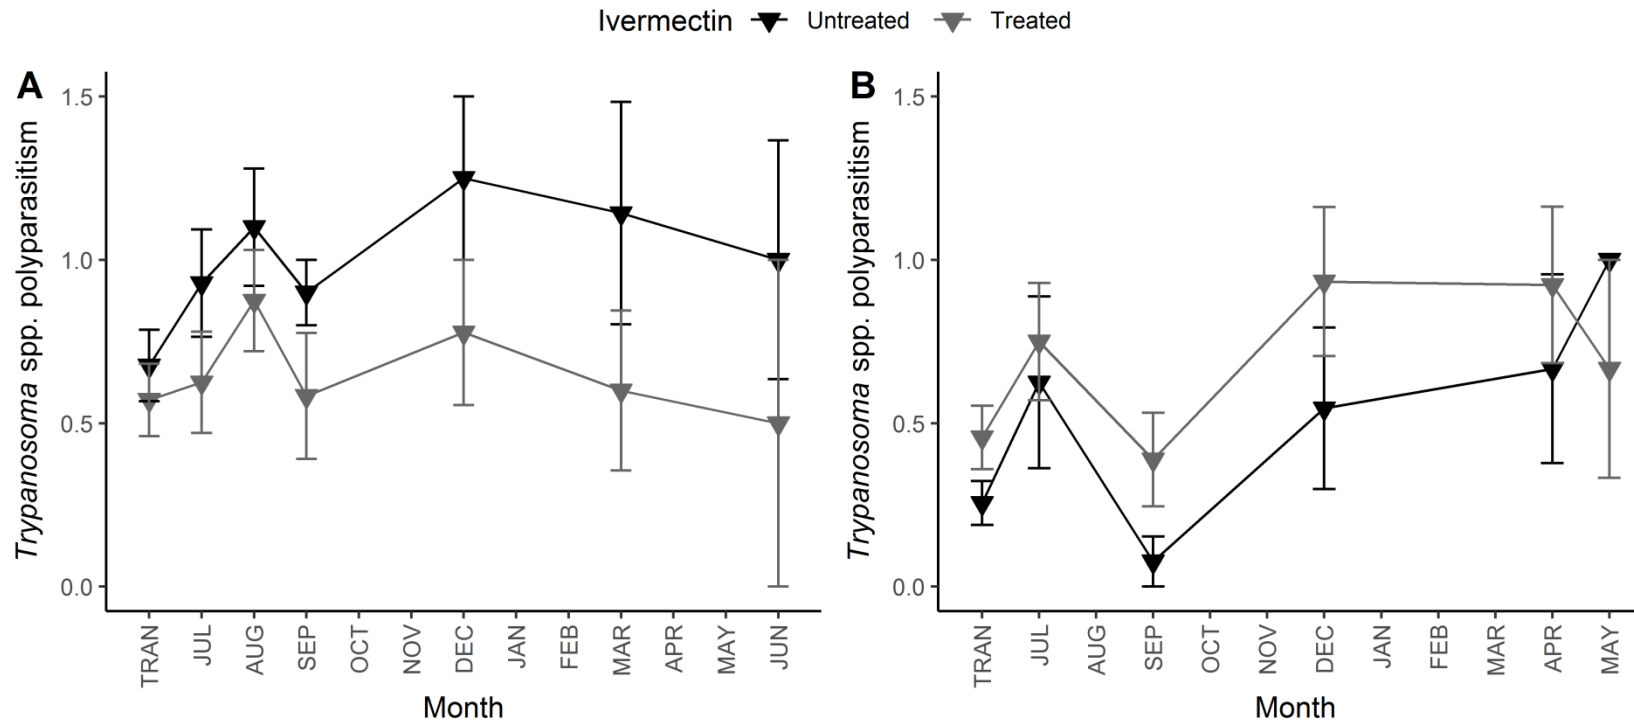 Ivermectin Untreated Treated
A
Trypanosoma spp. polyparasitism
1.5
1.0
0.5
0.0
TRAN
JUL
AUG
SEP
OCT
NOV
DEC
JAN
FEB
MAR
APR
MAY
JUN
Month
B
Trypanosoma spp. polyparasitism
1.5
1.0
0.5
0.0
TRAN
JUL
AUG
SEP
OCT
NOV
DEC
JAN
FEB
MAR
APR
MAY
Month